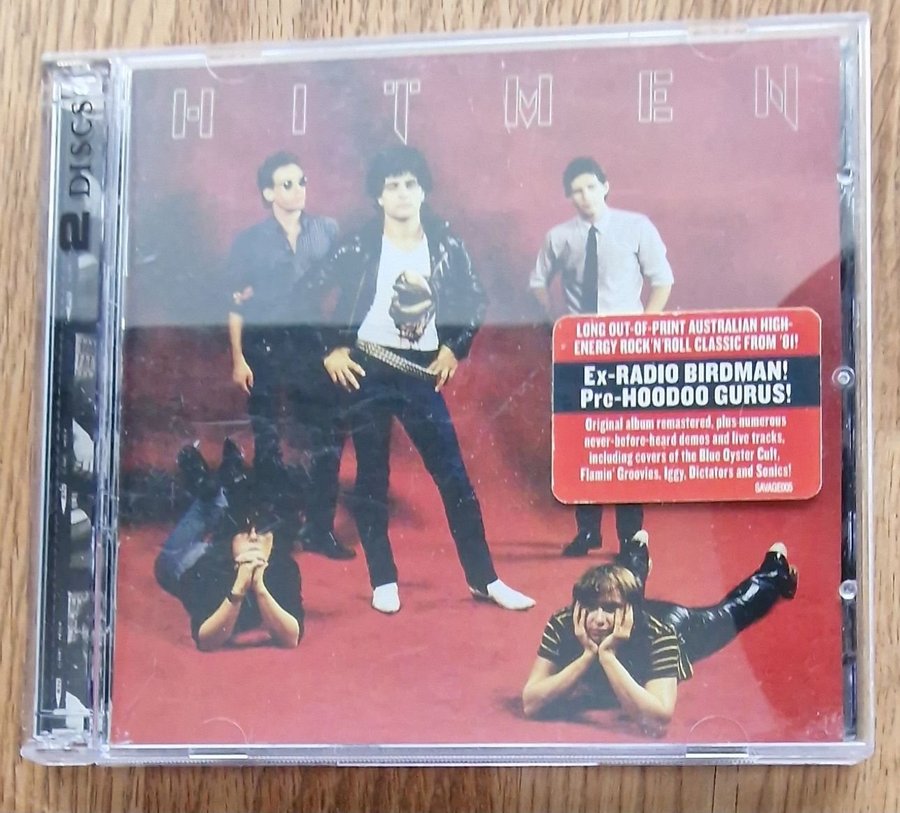 2 DISCS
HITMEN
LONG OUT-OF-PRINT AUSTRALIAN HIGH-
ENERGY ROCK'N'ROLL CLASSIC FROM '81!
Ex-RADIO BIRDMAN!
Pre-HOODOO GURUS!
Original album remastered, plus numerous
never-before-heard demos and live tracks,
including covers of the Blue Oyster Cult,
Flamin' Groovies, Iggy, Dictators and Sonics!
SAVAGE005